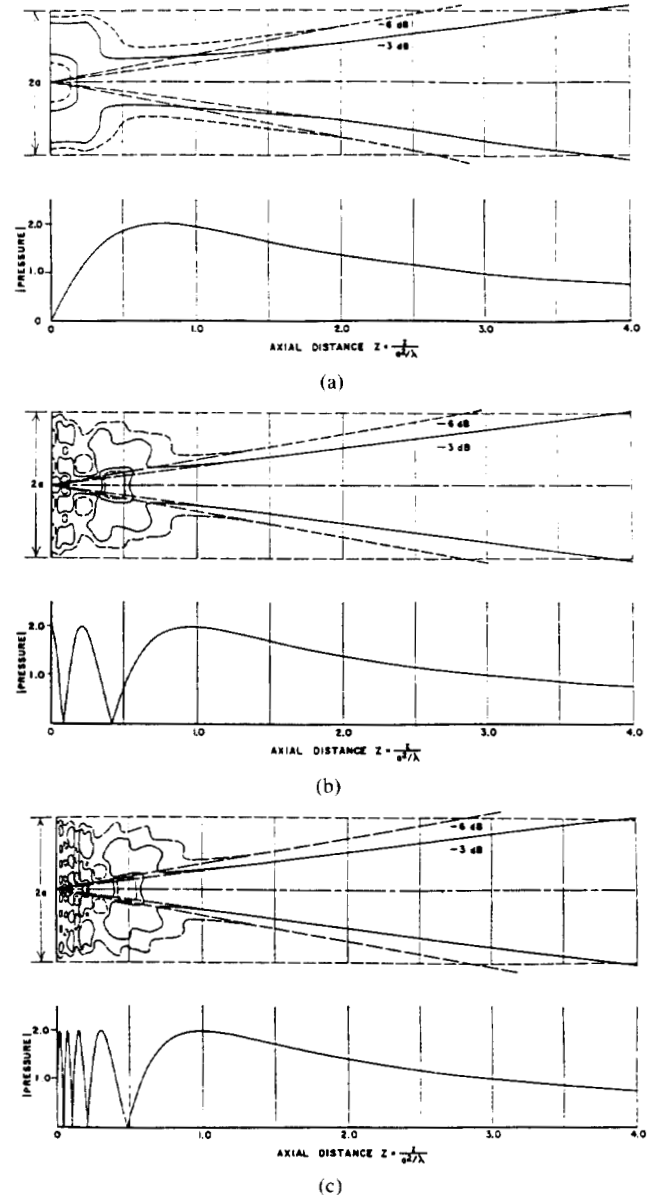 -6 dB
-3 dB
2a
2.0
1.0
0
|PRESSURE|
0 1.0 2.0 3.0 4.0
AXIAL DISTANCE Z = z/a²/λ
(a)
-6 dB
-3 dB
2a
2.0
1.0
|PRESSURE|
0 1.0 2.0 3.0 4.0
AXIAL DISTANCE Z = z/a²/λ
(b)
-6 dB
-3 dB
2a
2.0
1.0
|PRESSURE|
0 1.0 2.0 3.0 4.0
AXIAL DISTANCE Z = z/a²/λ
(c)